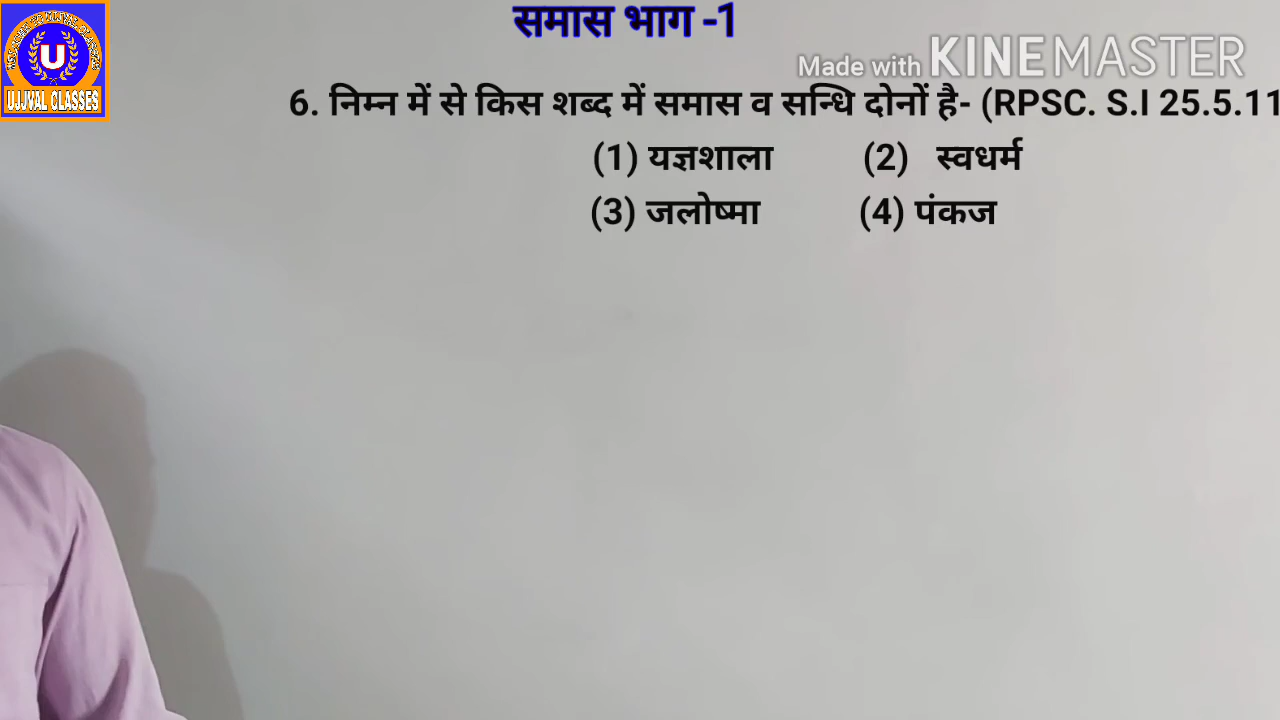 समास भाग -1
Made with KINEMASTER
6. निम्न में से किस शब्द में समास व सन्धि दोनों है- (RPSC. S.I 25.5.11
(1) यज्ञशाला (2) स्वधर्म
(3) जलोष्मा (4) पंकज
U
UJJVAL CLASSES